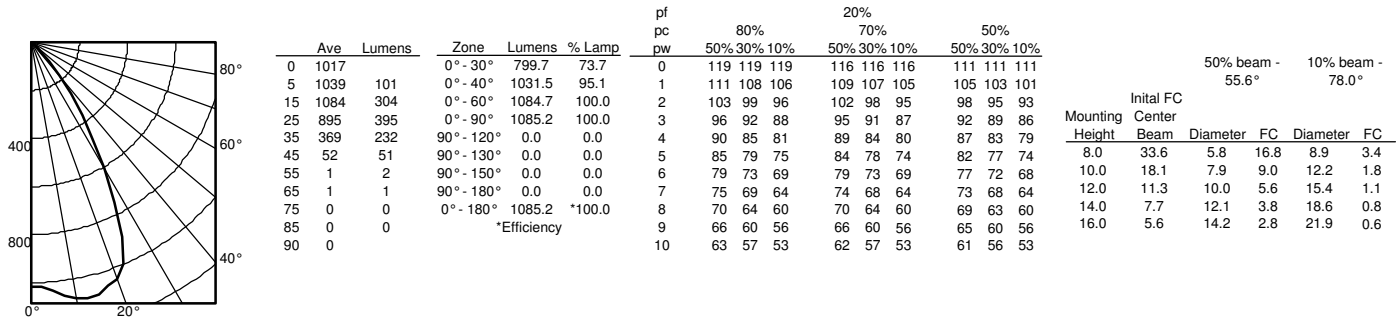 400
800
0°
20°
40°
60°
80°
Ave Lumens
0 1017
5 1039 101
15 1084 304
25 895 395
35 369 232
45 52 51
55 1 2
65 1 1
75 0 0
85 0 0
90 0
Zone Lumens % Lamp
0°- 30° 799.7 73.7
0°- 40° 1031.5 95.1
0°- 60° 1084.7 100.0
0°- 90° 1085.2 100.0
90°- 120° 0.0 0.0
90°- 130° 0.0 0.0
90°- 150° 0.0 0.0
90°- 180° 0.0 0.0
0°- 180° 1085.2 *100.0
*Efficiency
pf 20%
pc 80% 70% 50%
pw 50% 30% 10% 50% 30% 10% 50% 30% 10%
0 119 119 119 116 116 116 111 111 111
1 111 108 106 109 107 105 105 103 101
2 103 99 96 102 98 95 98 95 93
3 96 92 88 95 91 87 92 89 86
4 90 85 81 89 84 80 87 83 79
5 85 79 75 84 78 74 82 77 74
6 79 73 69 79 73 69 77 72 68
7 75 69 64 74 68 64 73 68 64
8 70 64 60 70 64 60 69 63 60
9 66 60 56 66 60 56 65 60 56
10 63 57 53 62 57 53 61 56 53
50% beam - 10% beam -
55.6° 78.0°
Inital FC
Mounting Center
Height Beam Diameter FC Diameter FC
8.0 33.6 5.8 16.8 8.9 3.4
10.0 18.1 7.9 9.0 12.2 1.8
12.0 11.3 10.0 5.6 15.4 1.1
14.0 7.7 12.1 3.8 18.6 0.8
16.0 5.6 14.2 2.8 21.9 0.6